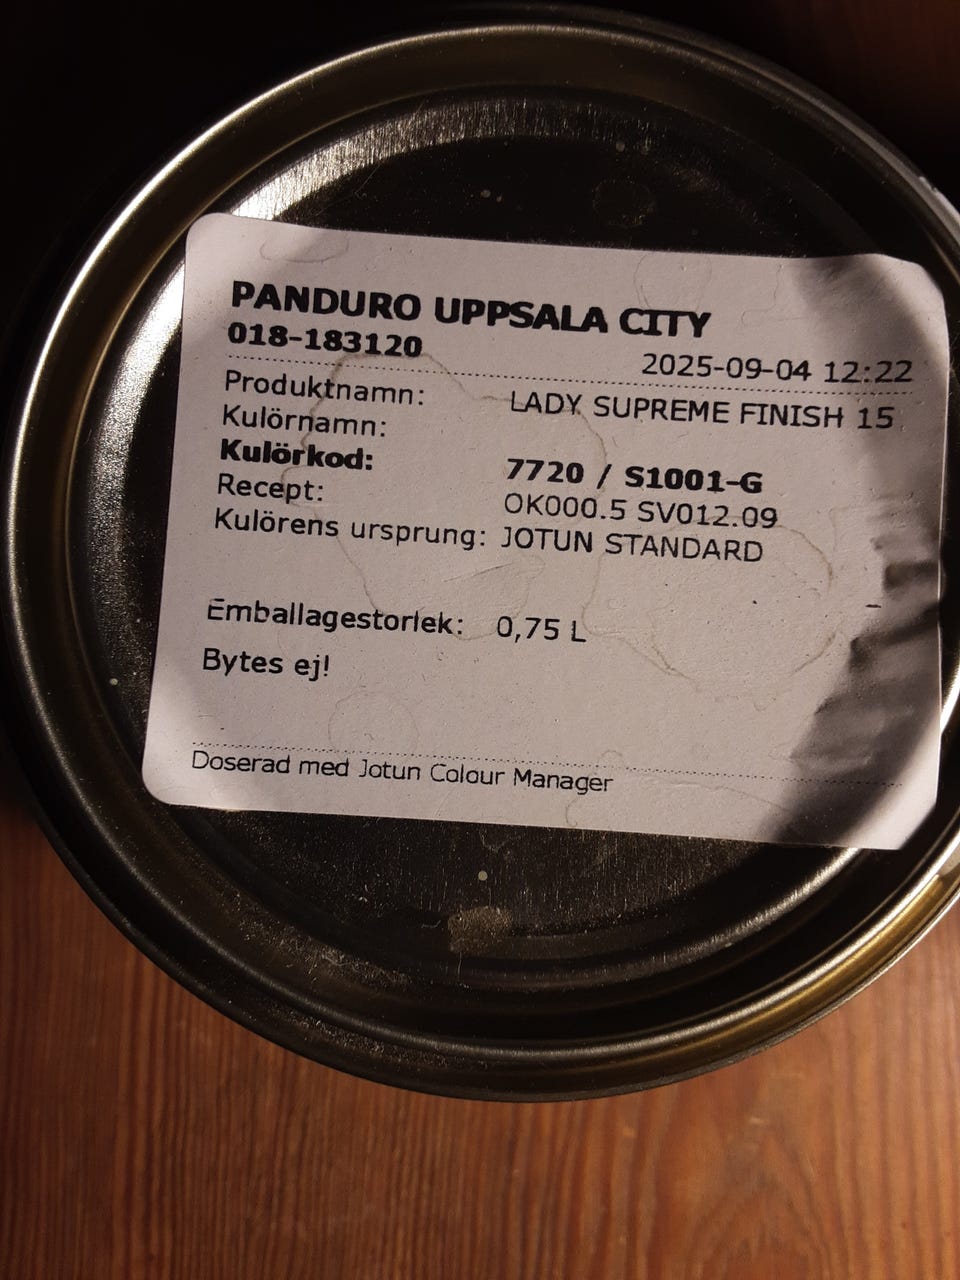 PANDURO UPPSALA CITY
018-183120
2025-09-04 12:22
Produktnamn: LADY SUPREME FINISH 15
Kulörnamn:
Kulörkod: 7720 / S1001-G
Recept: OK000.5 SV012.09
Kulörens ursprung: JOTUN STANDARD
Emballagestorlek: 0,75 L
Bytes ej!
Doserad med Jotun Colour Manager